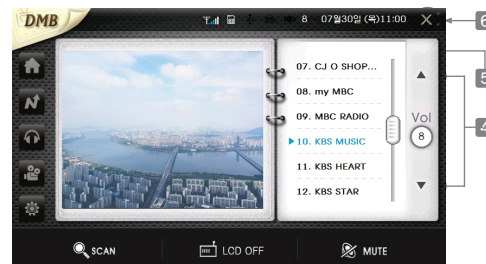 DMB
8 07월30일 (목)11:00
6
07. CJ O SHOP...
08. my MBC
09. MBC RADIO
10. KBS MUSIC
11. KBS HEART
12. KBS STAR
Vol
8
5
4
SCAN
LCD OFF
MUTE